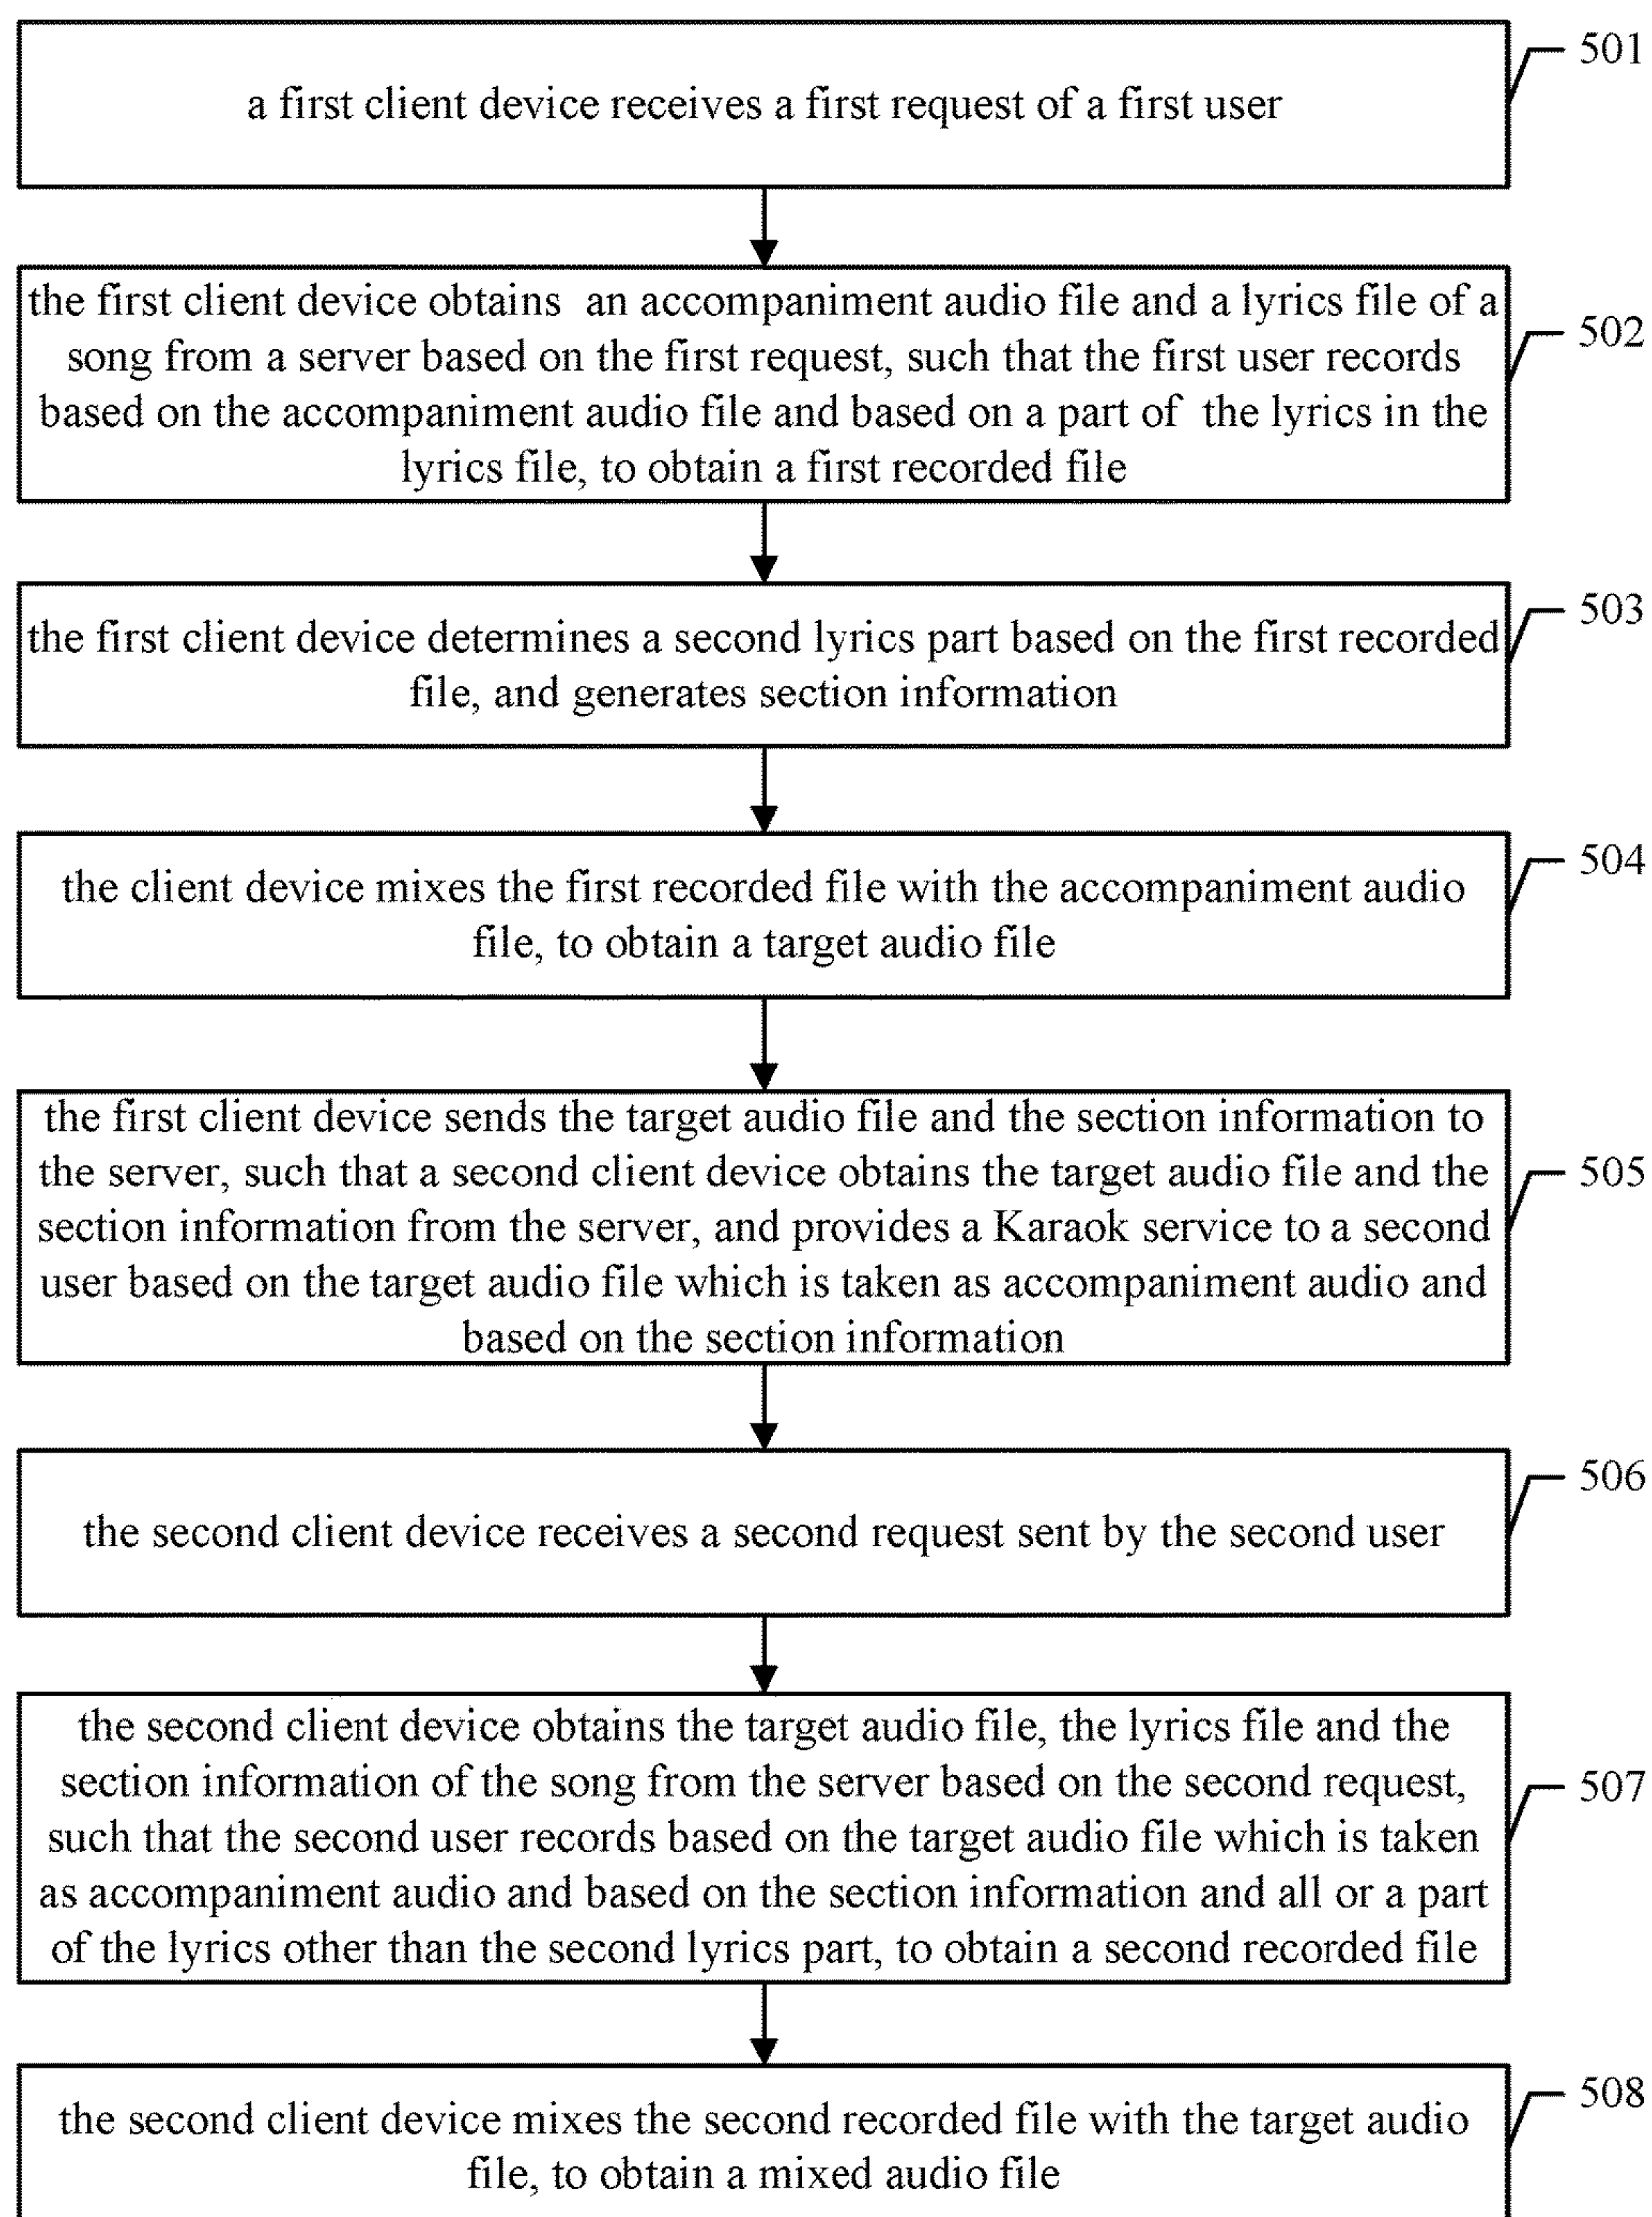 a first client device receives a first request of a first user
501
the first client device obtains an accompaniment audio file and a lyrics file of a
song from a server based on the first request, such that the first user records
based on the accompaniment audio file and based on a part of the lyrics in the
lyrics file, to obtain a first recorded file
502
the first client device determines a second lyrics part based on the first recorded
file, and generates section information
503
the client device mixes the first recorded file with the accompaniment audio
file, to obtain a target audio file
504
the first client device sends the target audio file and the section information to
the server, such that a second client device obtains the target audio file and the
section information from the server, and provides a Karaok service to a second
user based on the target audio file which is taken as accompaniment audio and
based on the section information
505
the second client device receives a second request sent by the second user
506
the second client device obtains the target audio file, the lyrics file and the
section information of the song from the server based on the second request,
such that the second user records based on the target audio file which is taken
as accompaniment audio and based on the section information and all or a part
of the lyrics other than the second lyrics part, to obtain a second recorded file
507
the second client device mixes the second recorded file with the target audio
file, to obtain a mixed audio file
508